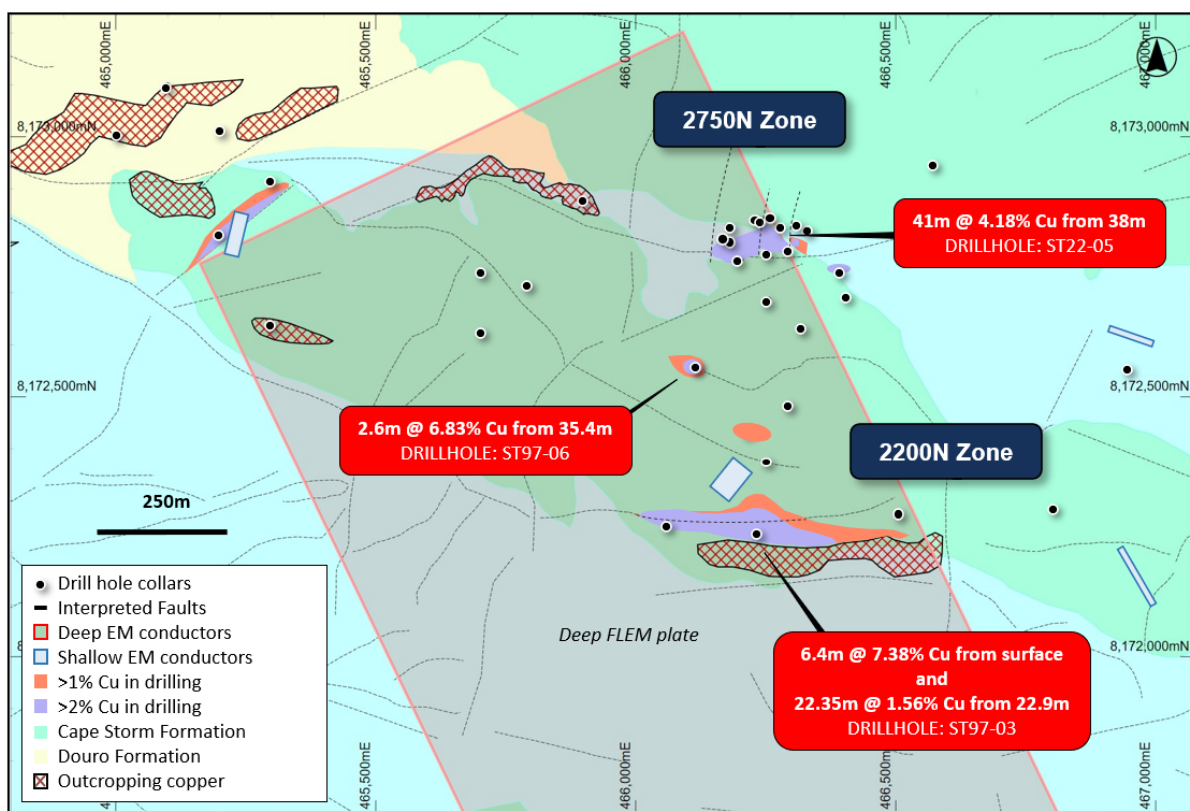 465,000mE
465,500mE
466,000mE
466,500mE
467,000mE
2750N Zone
8,173,000mN
8,173,000mN
41m @ 4.18% Cu from 38m
DRILLHOLE: ST22-05
8,172,500mN
8,172,500mN
2.6m @ 6.83% Cu from 35.4m
DRILLHOLE: ST97-06
2200N Zone
250m
Drill hole collars
Interpreted Faults
Deep EM conductors
Shallow EM conductors
>1% Cu in drilling
>2% Cu in drilling
Cape Storm Formation
Douro Formation
Outcropping copper
Deep FLEM plate
6.4m @ 7.38% Cu from surface
and
22.35m @ 1.56% Cu from 22.9m
DRILLHOLE: ST97-03
8,172,000mN
465,500mE
466,000mE
466,500mE
467,000mE